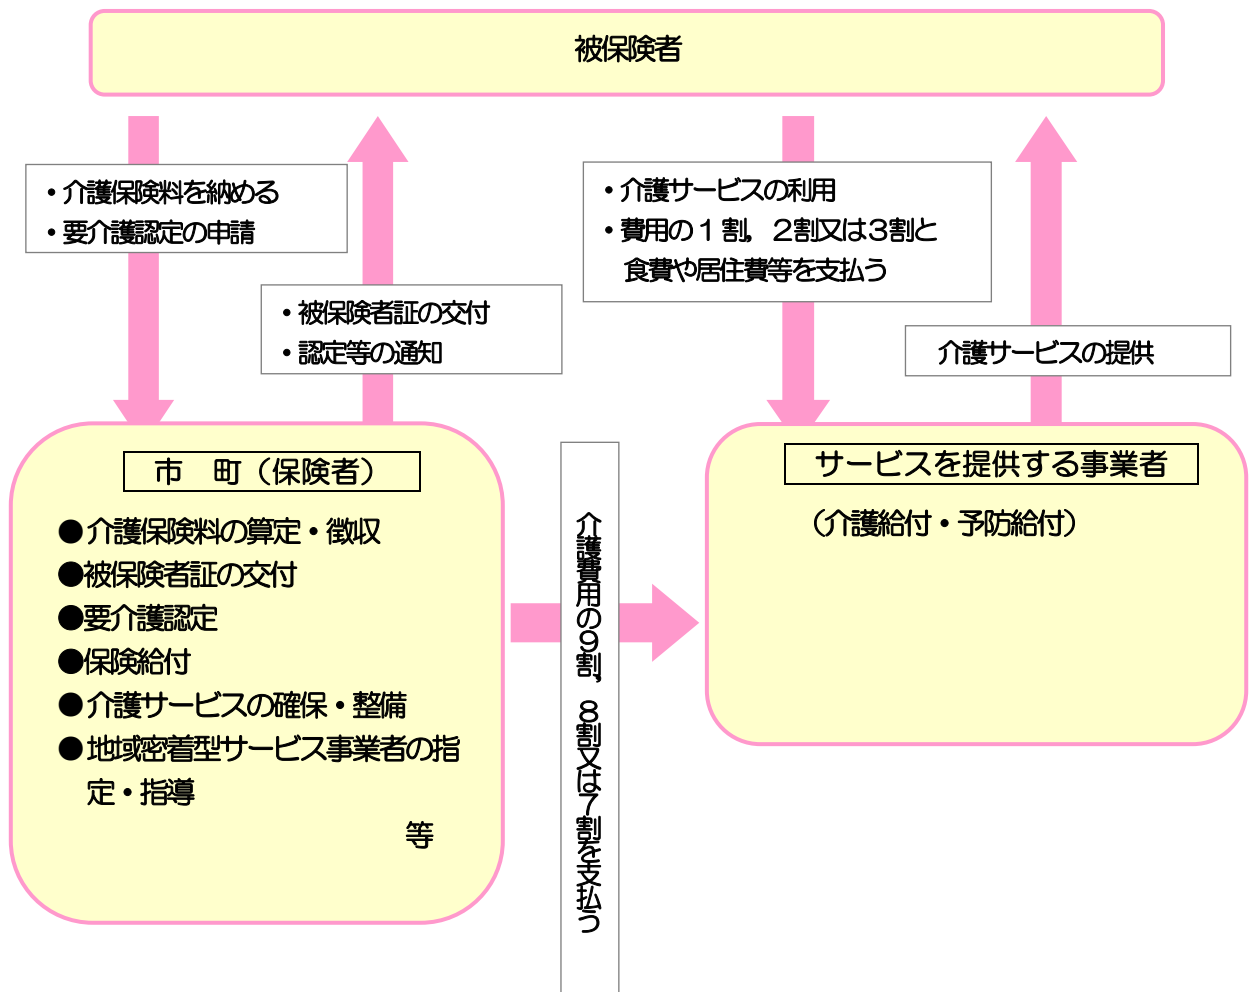 被保険者
・介護保険料を納める
・要介護認定の申請
・被保険者証の交付
・認定等の通知
・介護サービスの利用
・費用の1割，2割又は3割と
食費や居住費等を支払う
介護サービスの提供
市　町（保険者）
●介護保険料の算定・徴収
●被保険者証の交付
●要介護認定
●保険給付
●介護サービスの確保・整備
●地域密着型サービス事業者の指
定・指導
等
介護費用の9割，8割又は7割を支払う
サービスを提供する事業者
（介護給付・予防給付）